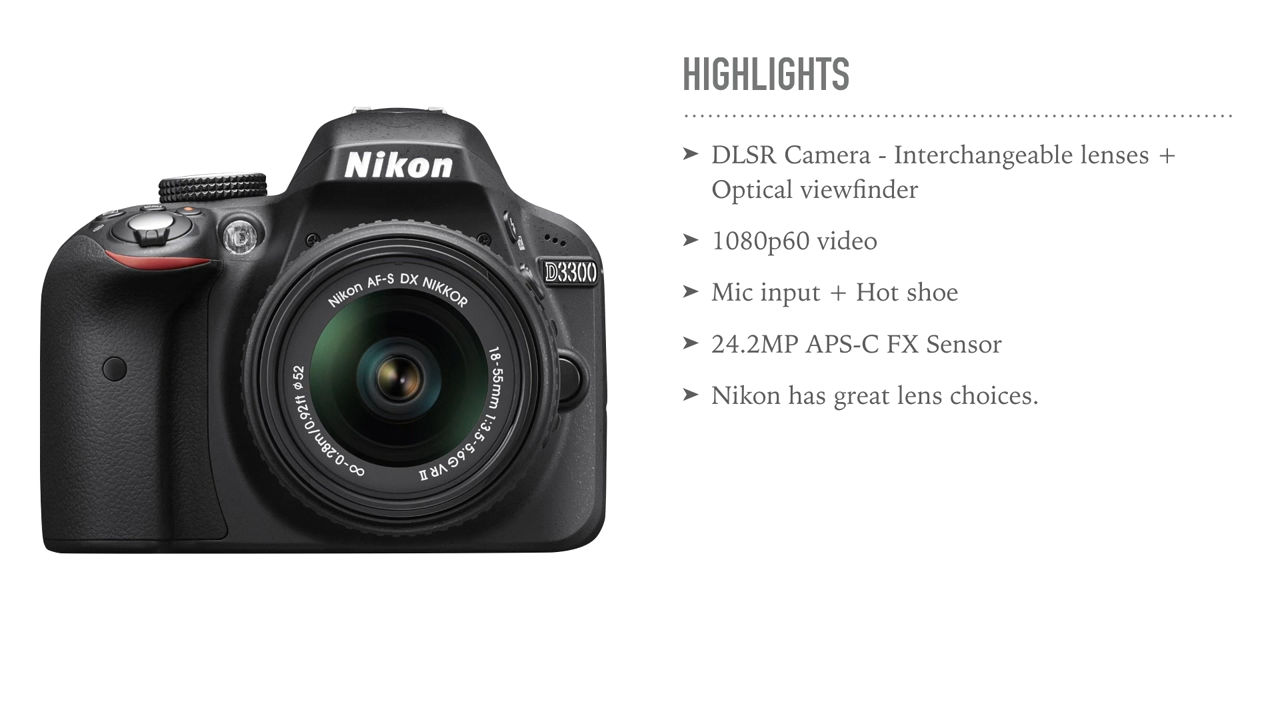 HIGHLIGHTS
➤ DLSR Camera - Interchangeable lenses +
Optical viewfinder
➤ 1080p60 video
➤ Mic input + Hot shoe
➤ 24.2MP APS-C FX Sensor
➤ Nikon has great lens choices.
Nikon
D3300
Nikon AF-S DX NIKKOR
18-55mm 1:3.5-5.6G VR II
∞-0.28m/0.92ft ø52